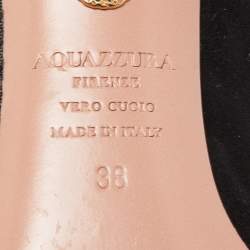 AQUAZZURA
FIRENZE
VERO CUOIO
MADE IN ITALY
38